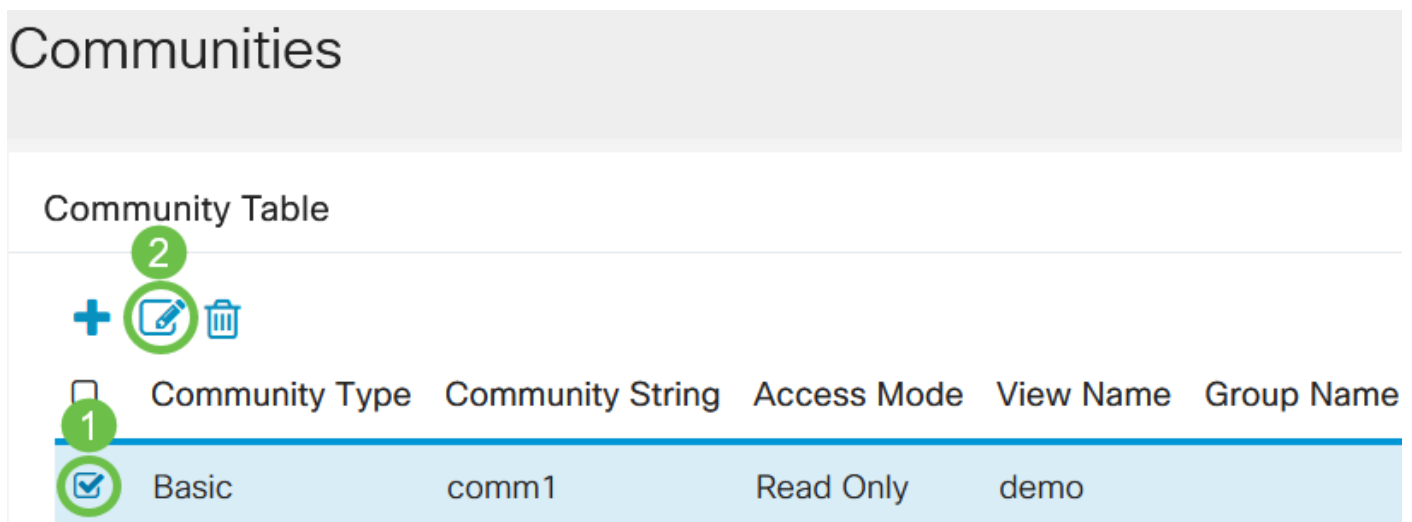 Communities
Community Table
2
Community Type Community String Access Mode View Name Group Name
1
Basic comm1 Read Only demo